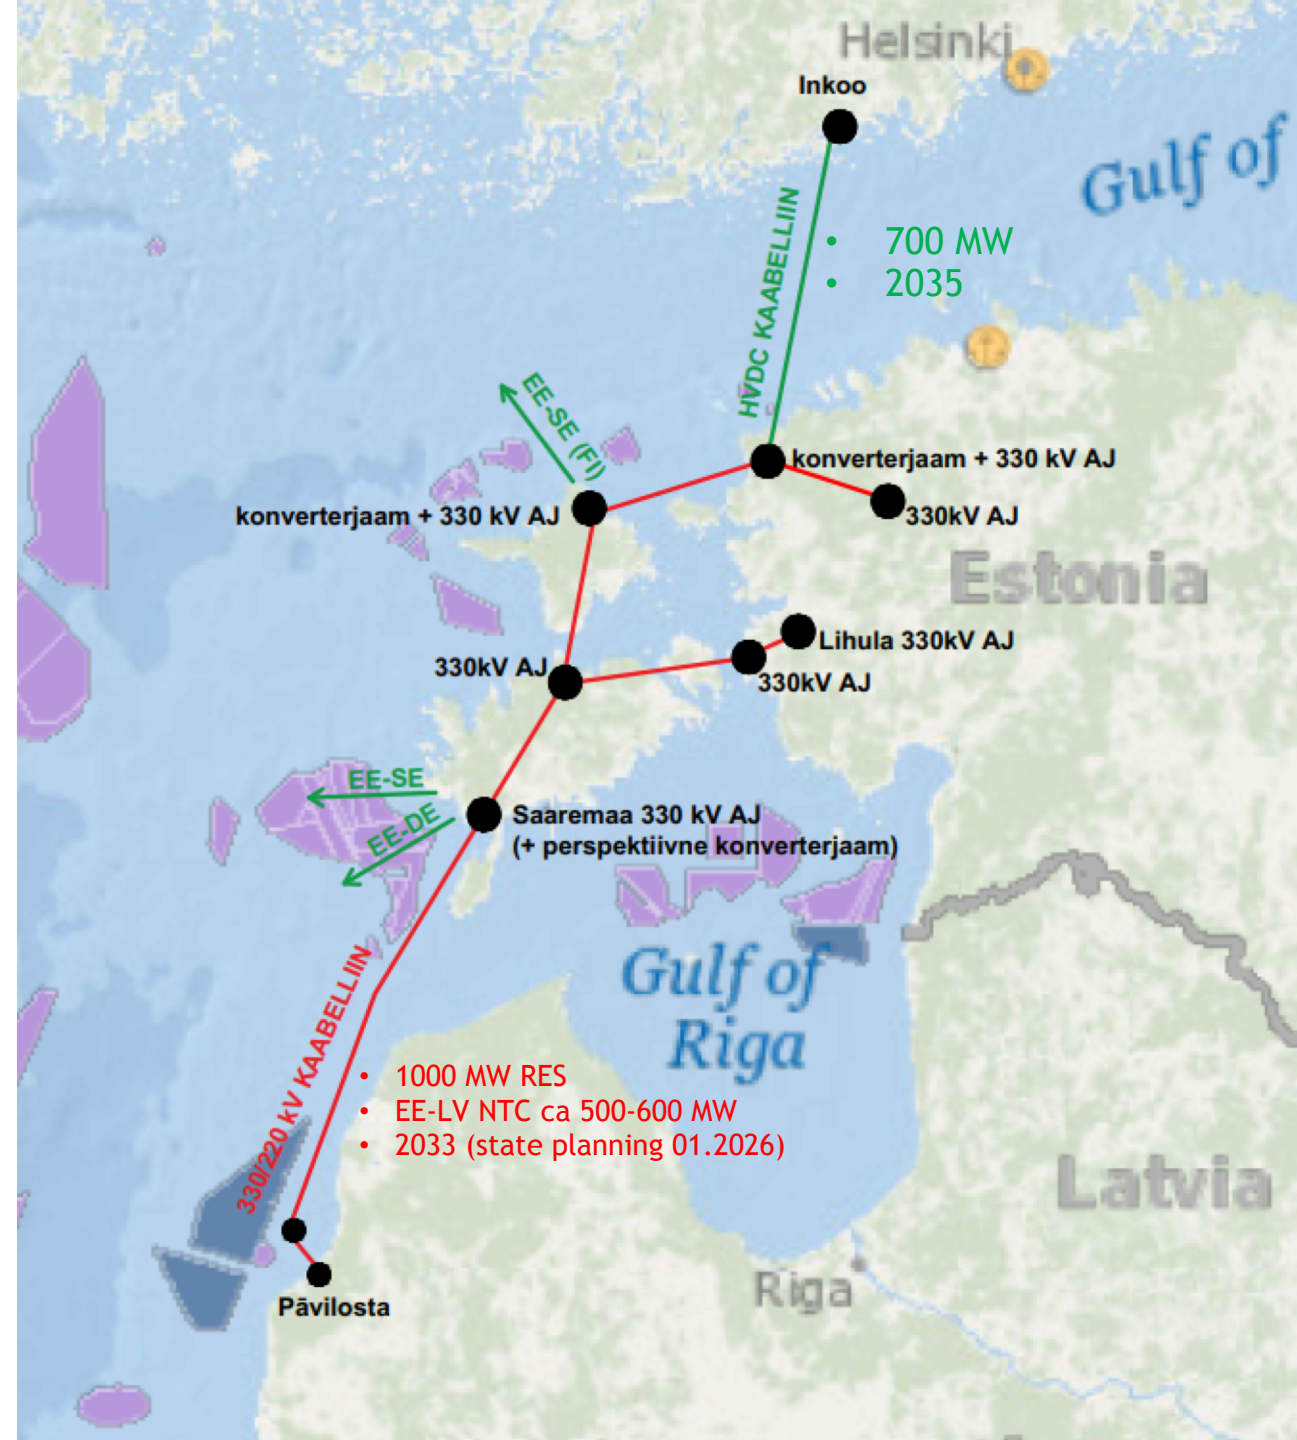 Helsinki
Inkoo
Gulf of
HVDC KAABELLIIN
• 700 MW
• 2035
EE-SE (FI)
konverterjaam + 330 kV AJ
konverterjaam + 330 kV AJ
330kV AJ
Estonia
Lihula 330kV AJ
330kV AJ
330kV AJ
EE-SE
EE-DE
Saaremaa 330 kV AJ
(+ perspektiivne konverterjaam)
Gulf of
Riga
330/220 kV KAABELLIIN
• 1000 MW RES
• EE-LV NTC ca 500-600 MW
• 2033 (state planning 01.2026)
Latvia
Riga
Pāvilosta